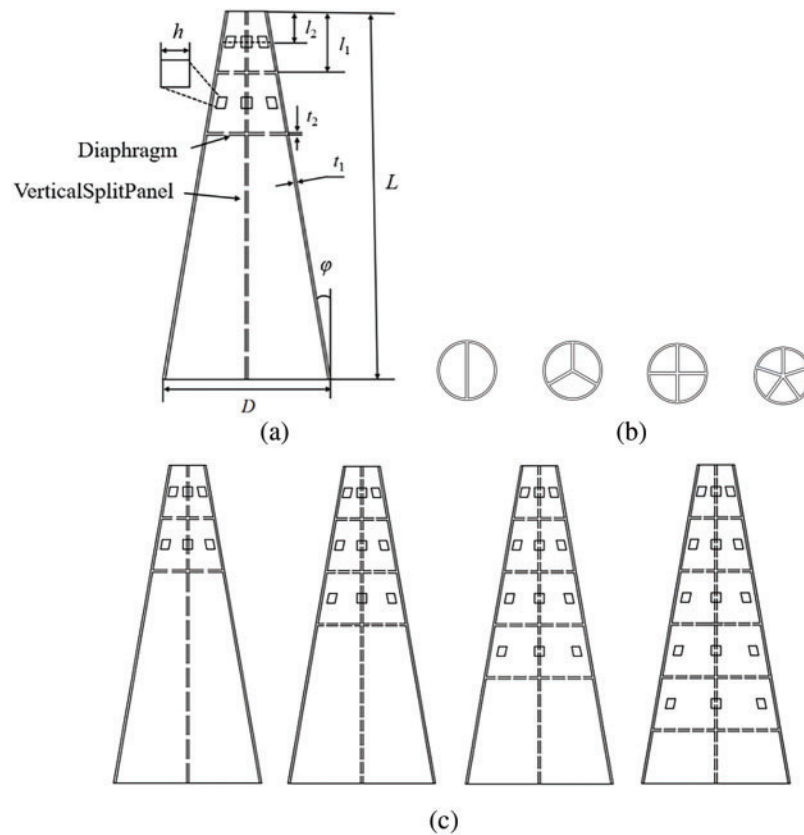 h
l₂
l₁
t₂
Diaphragm
t₁
VerticalSplitPanel
L
φ
D
(a)
(b)
(c)